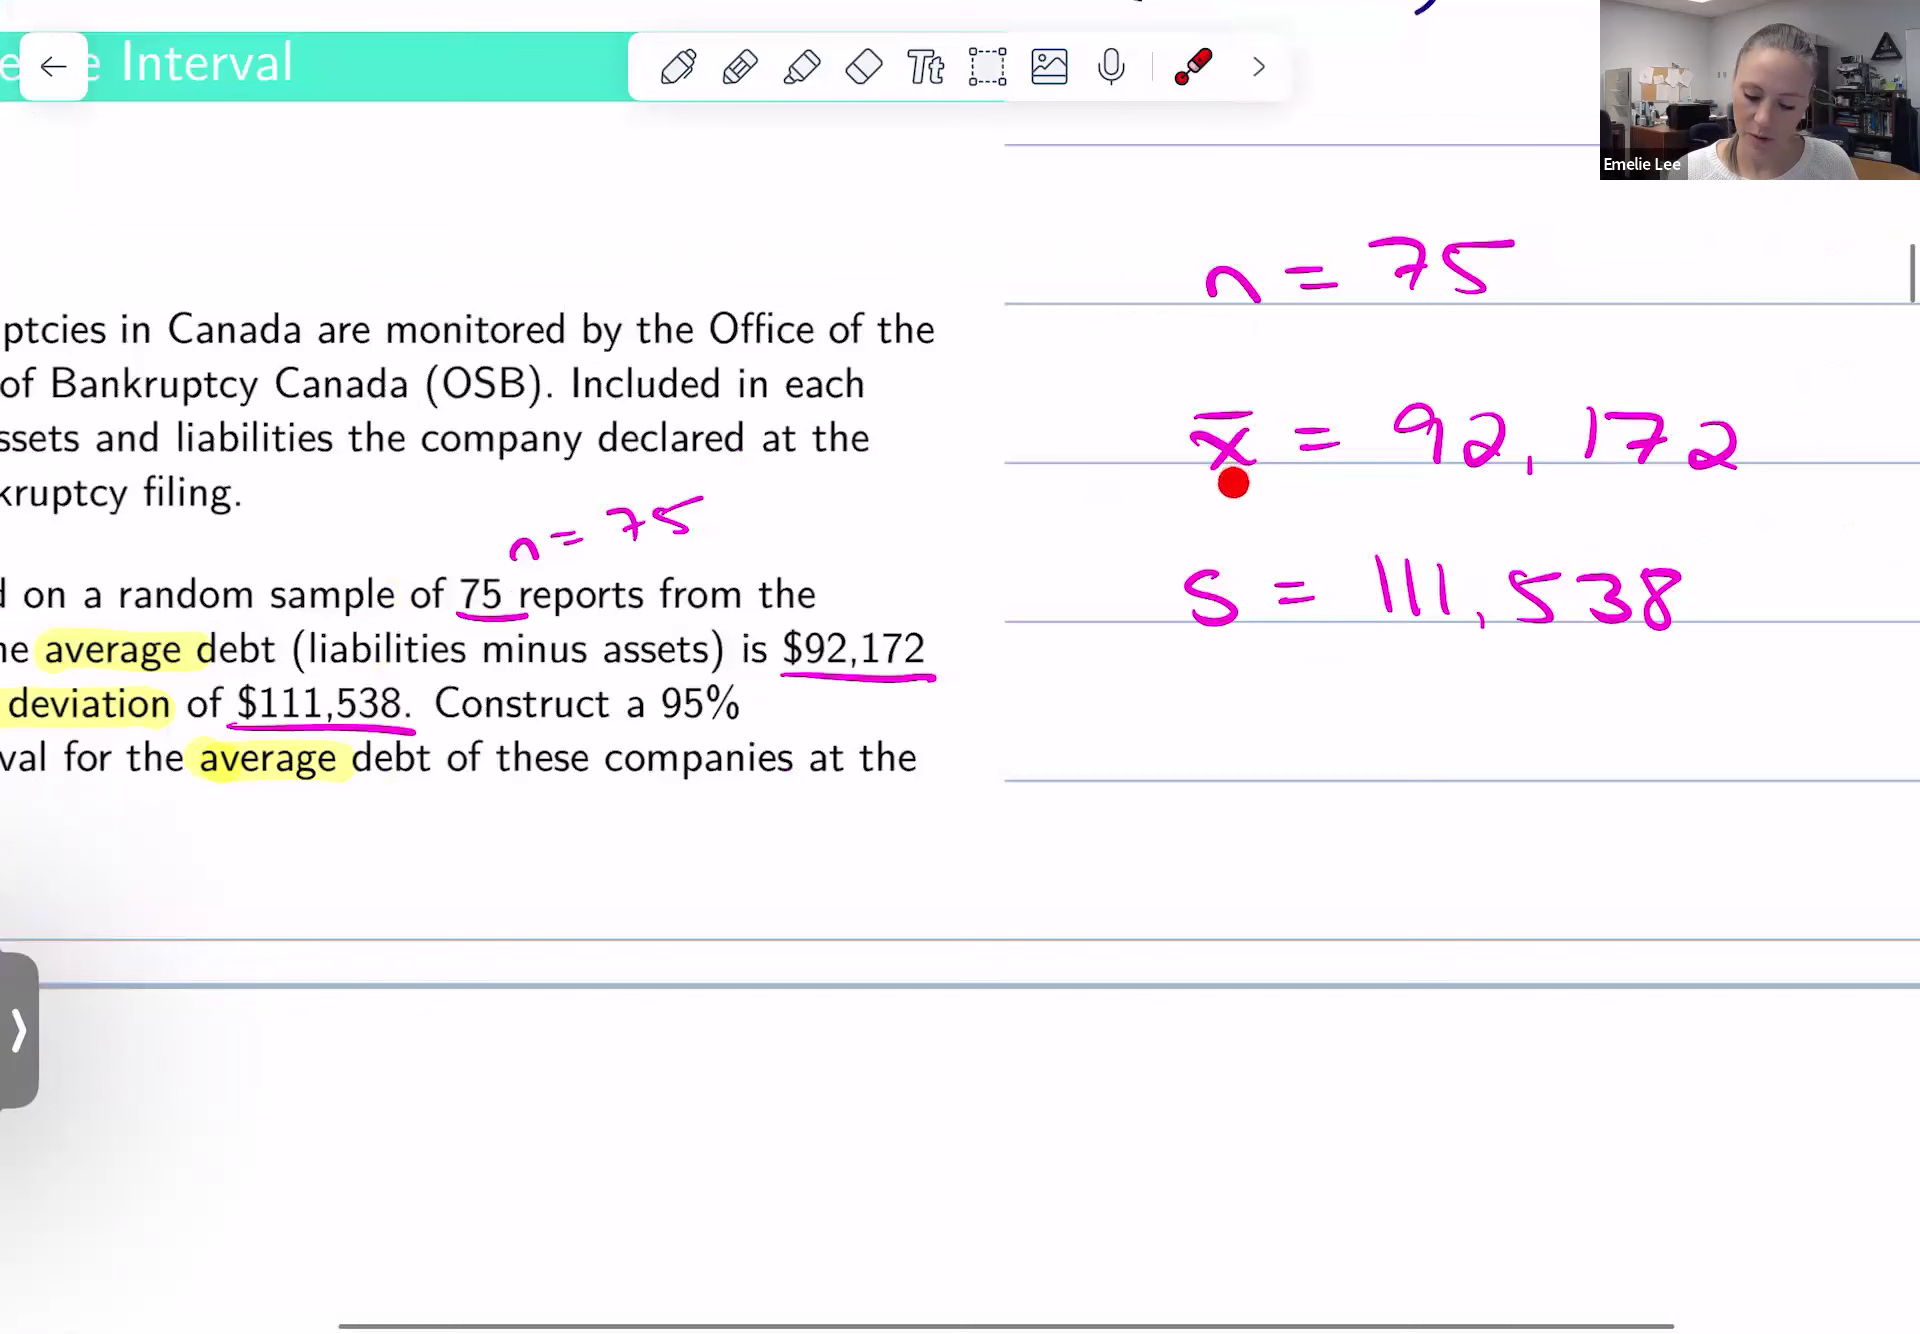 e Interval
Tt
Emelie Lee
ptcies in Canada are monitored by the Office of the
of Bankruptcy Canada (OSB). Included in each
ssets and liabilities the company declared at the
kruptcy filing.
n = 75
d on a random sample of 75 reports from the
ne average debt (liabilities minus assets) is $92,172
deviation of $111,538. Construct a 95%
val for the average debt of these companies at the
n = 75
x̄ = 92,172
s = 111,538